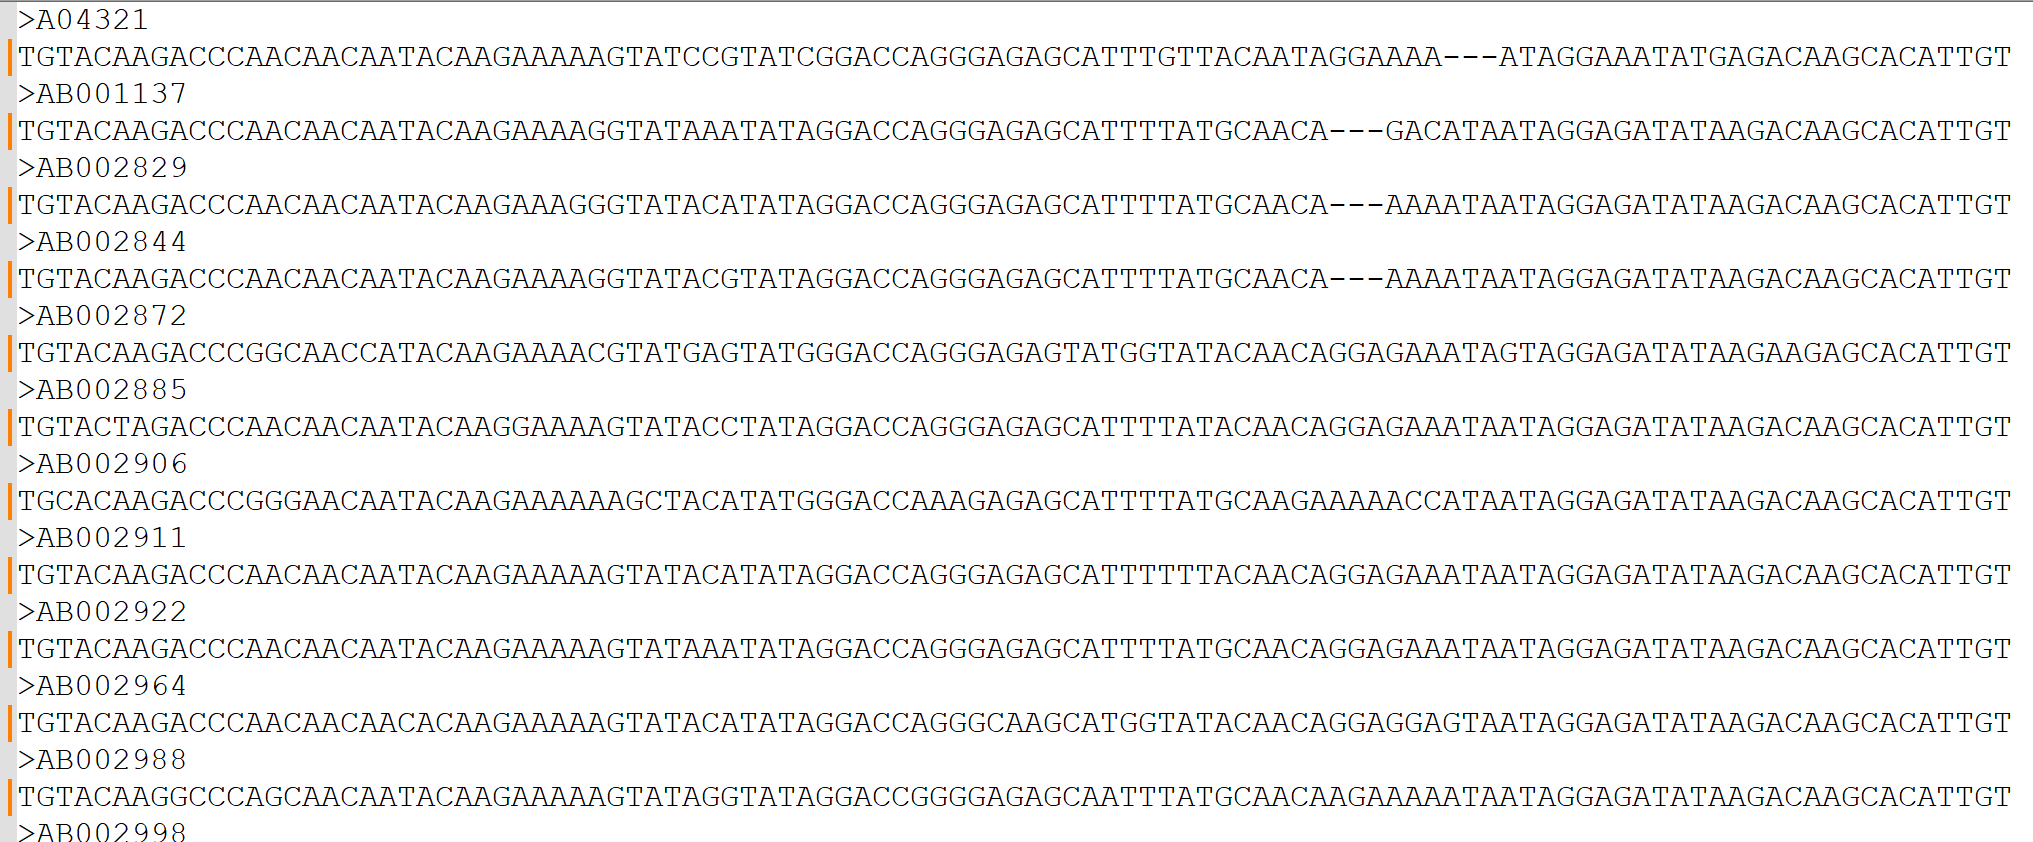 >A04321
TGTACAAGACCCAACAACAATACAAGAAAAAGTATCCGTATCGGACCAGGGAGAGCATTTGTTACAATAGGAAAA---ATAGGAAATATGAGACAAGCACATTGT
>AB001137
TGTACAAGACCCAACAACAATACAAGAAAAGGTATAAATATAGGACCAGGGAGAGCATTTTATGCAACA---GACATAATAGGAGATATAAGACAAGCACATTGT
>AB002829
TGTACAAGACCCAACAACAATACAAGAAAGGGTATACATATAGGACCAGGGAGAGCATTTTATGCAACA---AAAATAATAGGAGATATAAGACAAGCACATTGT
>AB002844
TGTACAAGACCCAACAACAATACAAGAAAAGGTATACGTATAGGACCAGGGAGAGCATTTTATGCAACA---AAAATAATAGGAGATATAAGACAAGCACATTGT
>AB002872
TGTACAAGACCCGGCAACCATACAAGAAAACGTATGAGTATGGGACCAGGGAGAGTATGGTATACAACAGGAGAAATAGTAGGAGATATAAGAAGAGCACATTGT
>AB002885
TGTACTAGACCCAACAACAATACAAGGAAAAGTATACCTATAGGACCAGGGAGAGCATTTTATACAACAGGAGAAATAATAGGAGATATAAGACAAGCACATTGT
>AB002906
TGCACAAGACCCGGGAACAATACAAGAAAAAAGCTACATATGGGACCAAAGAGAGCATTTTATGCAAGAAAAACCATAATAGGAGATATAAGACAAGCACATTGT
>AB002911
TGTACAAGACCCAACAACAATACAAGAAAAAGTATACATATAGGACCAGGGAGAGCATTTTTTACAACAGGAGAAATAATAGGAGATATAAGACAAGCACATTGT
>AB002922
TGTACAAGACCCAACAACAATACAAGAAAAAGTATAAATATAGGACCAGGGAGAGCATTTTATGCAACAGGAGAAATAATAGGAGATATAAGACAAGCACATTGT
>AB002964
TGTACAAGACCCAACAACAACACAAGAAAAAGTATACATATAGGACCAGGGCAAGCATGGTATACAACAGGAGGAGTAATAGGAGATATAAGACAAGCACATTGT
>AB002988
TGTACAAGGCCCAGCAACAATACAAGAAAAAGTATAGGTATAGGACCGGGGAGAGCAATTTATGCAACAAGAAAAATAATAGGAGATATAAGACAAGCACATTGT
>AB002998